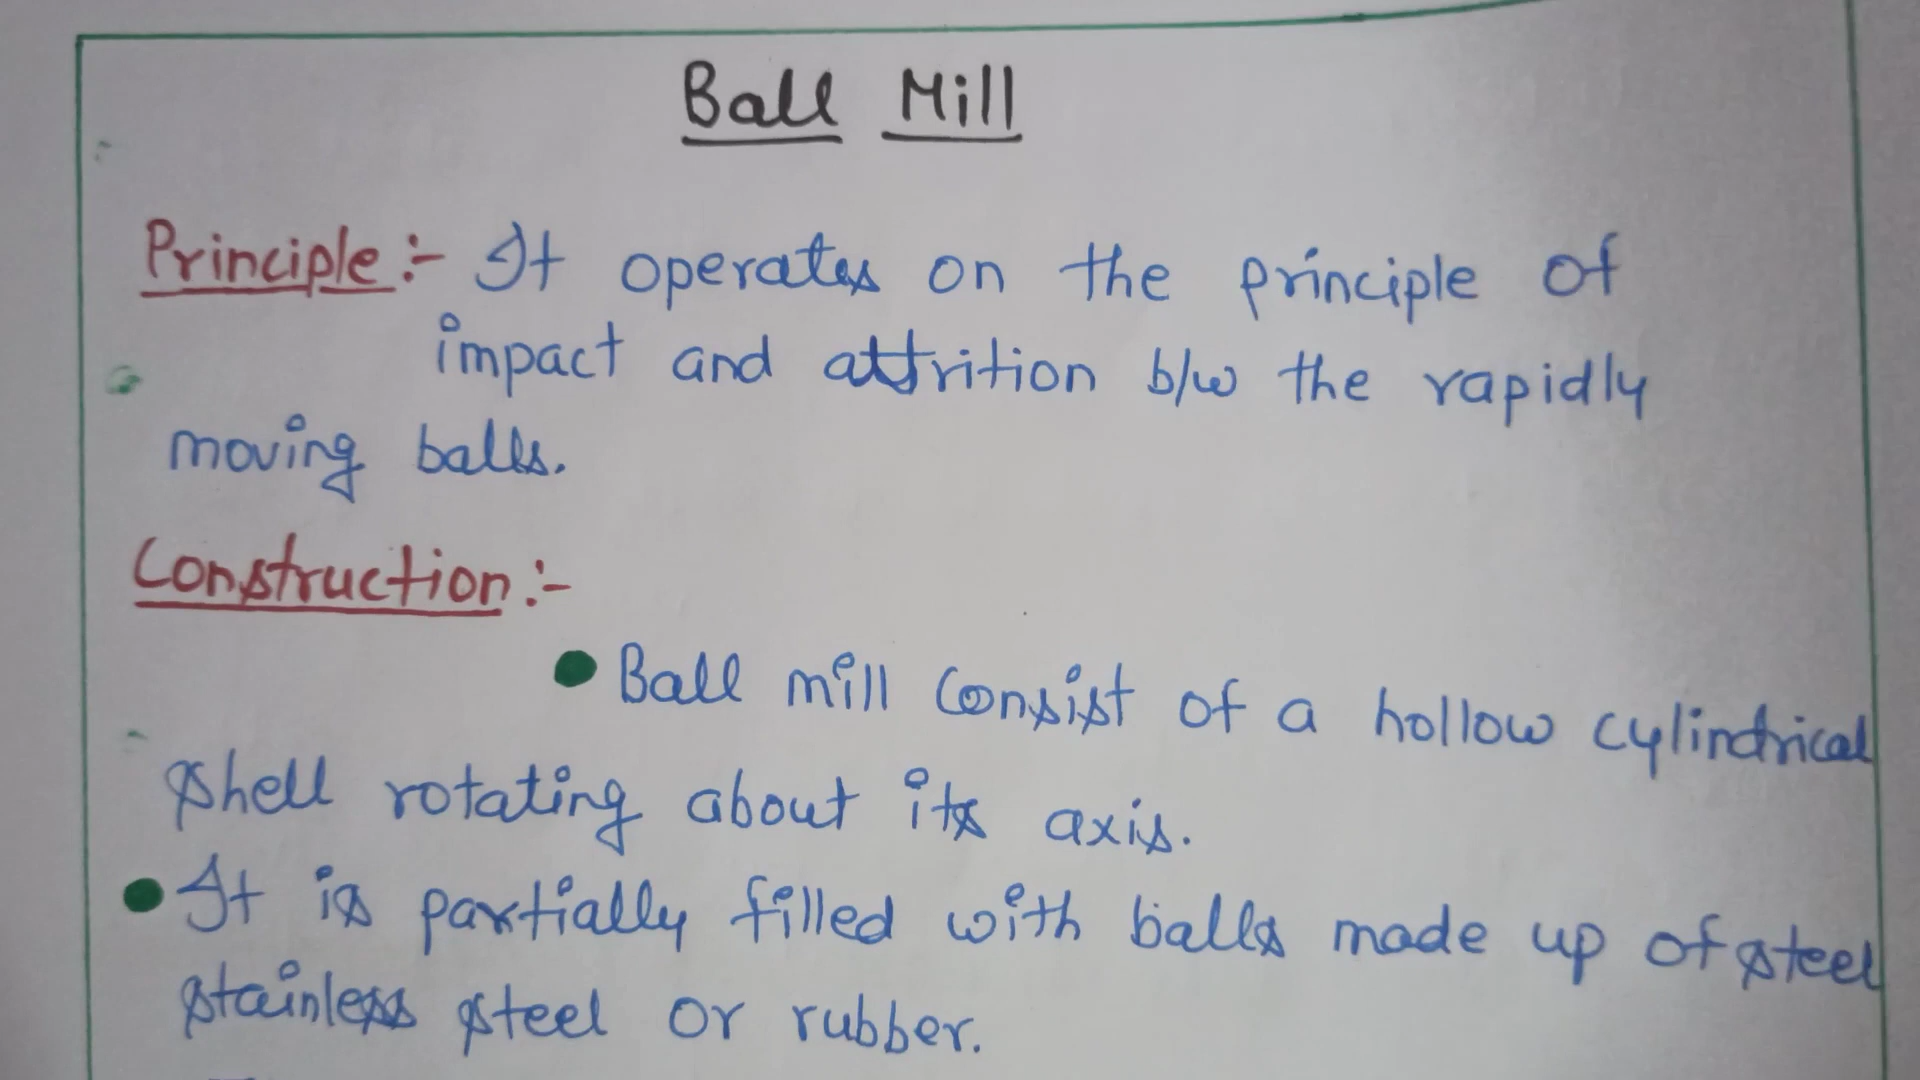 Ball Mill
Principle :- It operates on the principle of
impact and attrition b/w the rapidly
moving balls.
Construction :-
● Ball mill consist of a hollow cylindrical
shell rotating about its axis.
● It is partially filled with balls made up of steel
stainless steel or rubber.